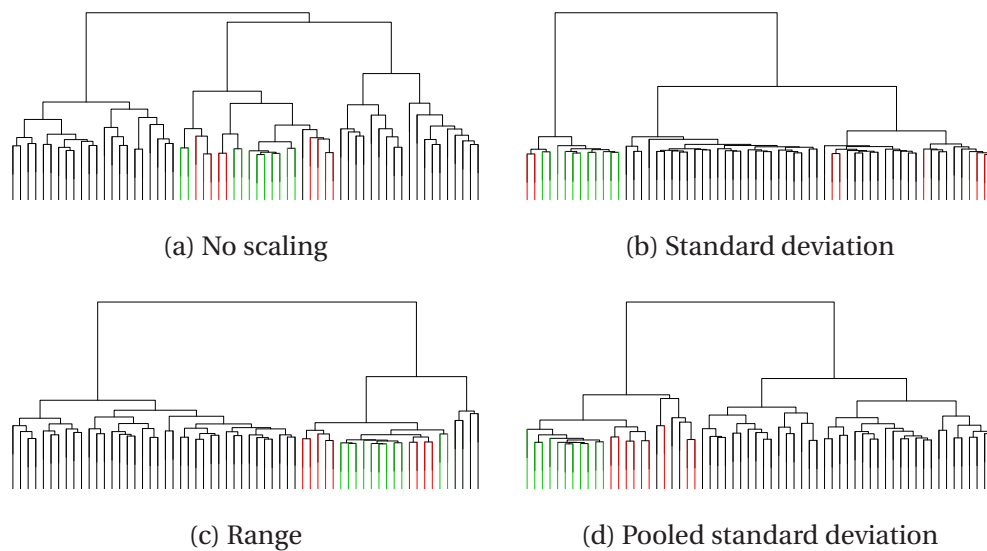 (a) No scaling
(b) Standard deviation
(c) Range
(d) Pooled standard deviation